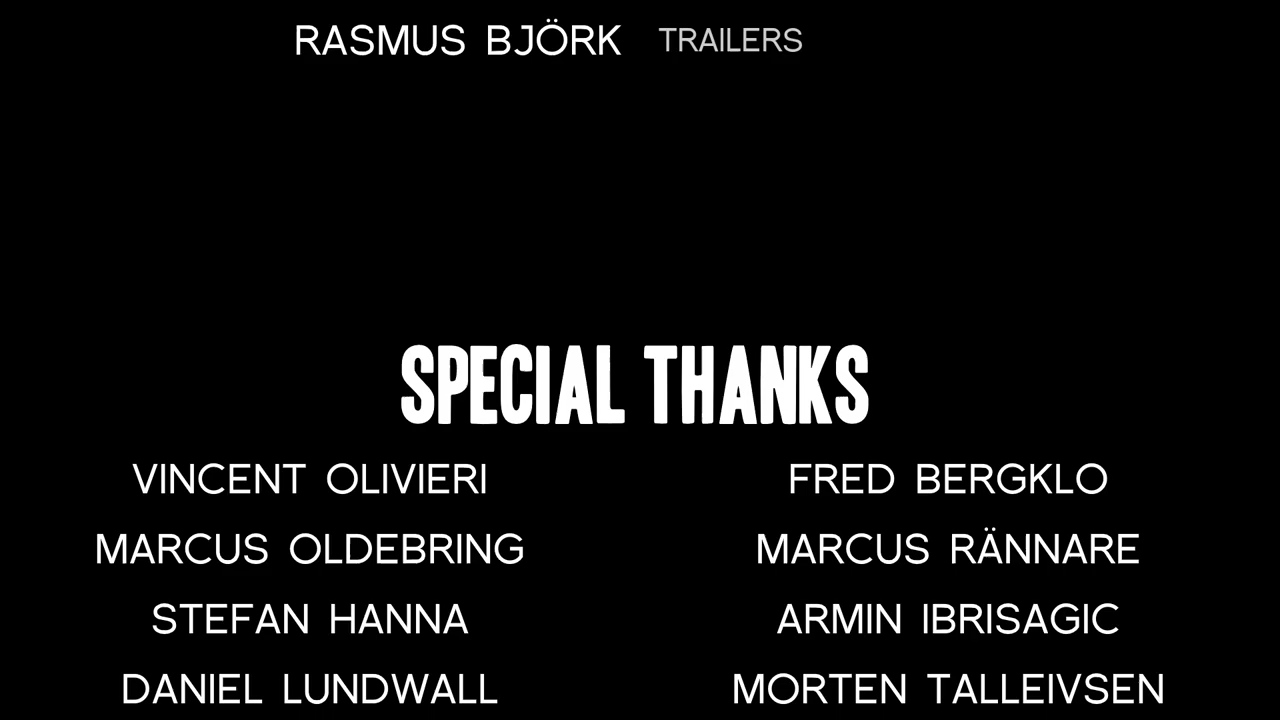 RASMUS BJÖRK TRAILERS
SPECIAL THANKS
VINCENT OLIVIERI FRED BERGKLO
MARCUS OLDEBRING MARCUS RÄNNARE
STEFAN HANNA ARMIN IBRISAGIC
DANIEL LUNDWALL MORTEN TALLEIVSEN